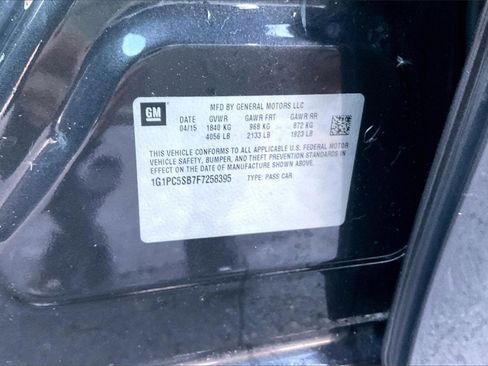 GM
MFD BY GENERAL MOTORS LLC
DATE GVWR GAWR FRT GAWR RR
04/15 1840 KG 968 KG 872 KG
4056 LB 2133 LB 1923 LB
THIS VEHICLE CONFORMS TO ALL APPLICABLE U.S. FEDERAL MOTOR
VEHICLE SAFETY, BUMPER, AND THEFT PREVENTION STANDARDS IN
EFFECT ON THE DATE OF MANUFACTURE SHOWN ABOVE.
1G1PC5SB7F7258395 TYPE: PASS CAR